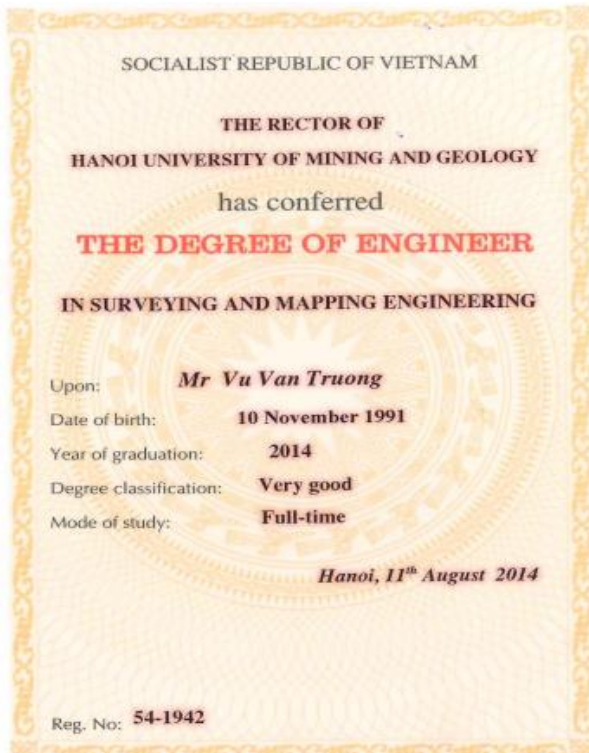 SOCIALIST REPUBLIC OF VIETNAM
THE RECTOR OF
HANOI UNIVERSITY OF MINING AND GEOLOGY
has conferred
THE DEGREE OF ENGINEER
IN SURVEYING AND MAPPING ENGINEERING
Upon: Mr Vu Van Truong
Date of birth: 10 November 1991
Year of graduation: 2014
Degree classification: Very good
Mode of study: Full-time
Hanoi, 11th August 2014
Reg. No: 54-1942